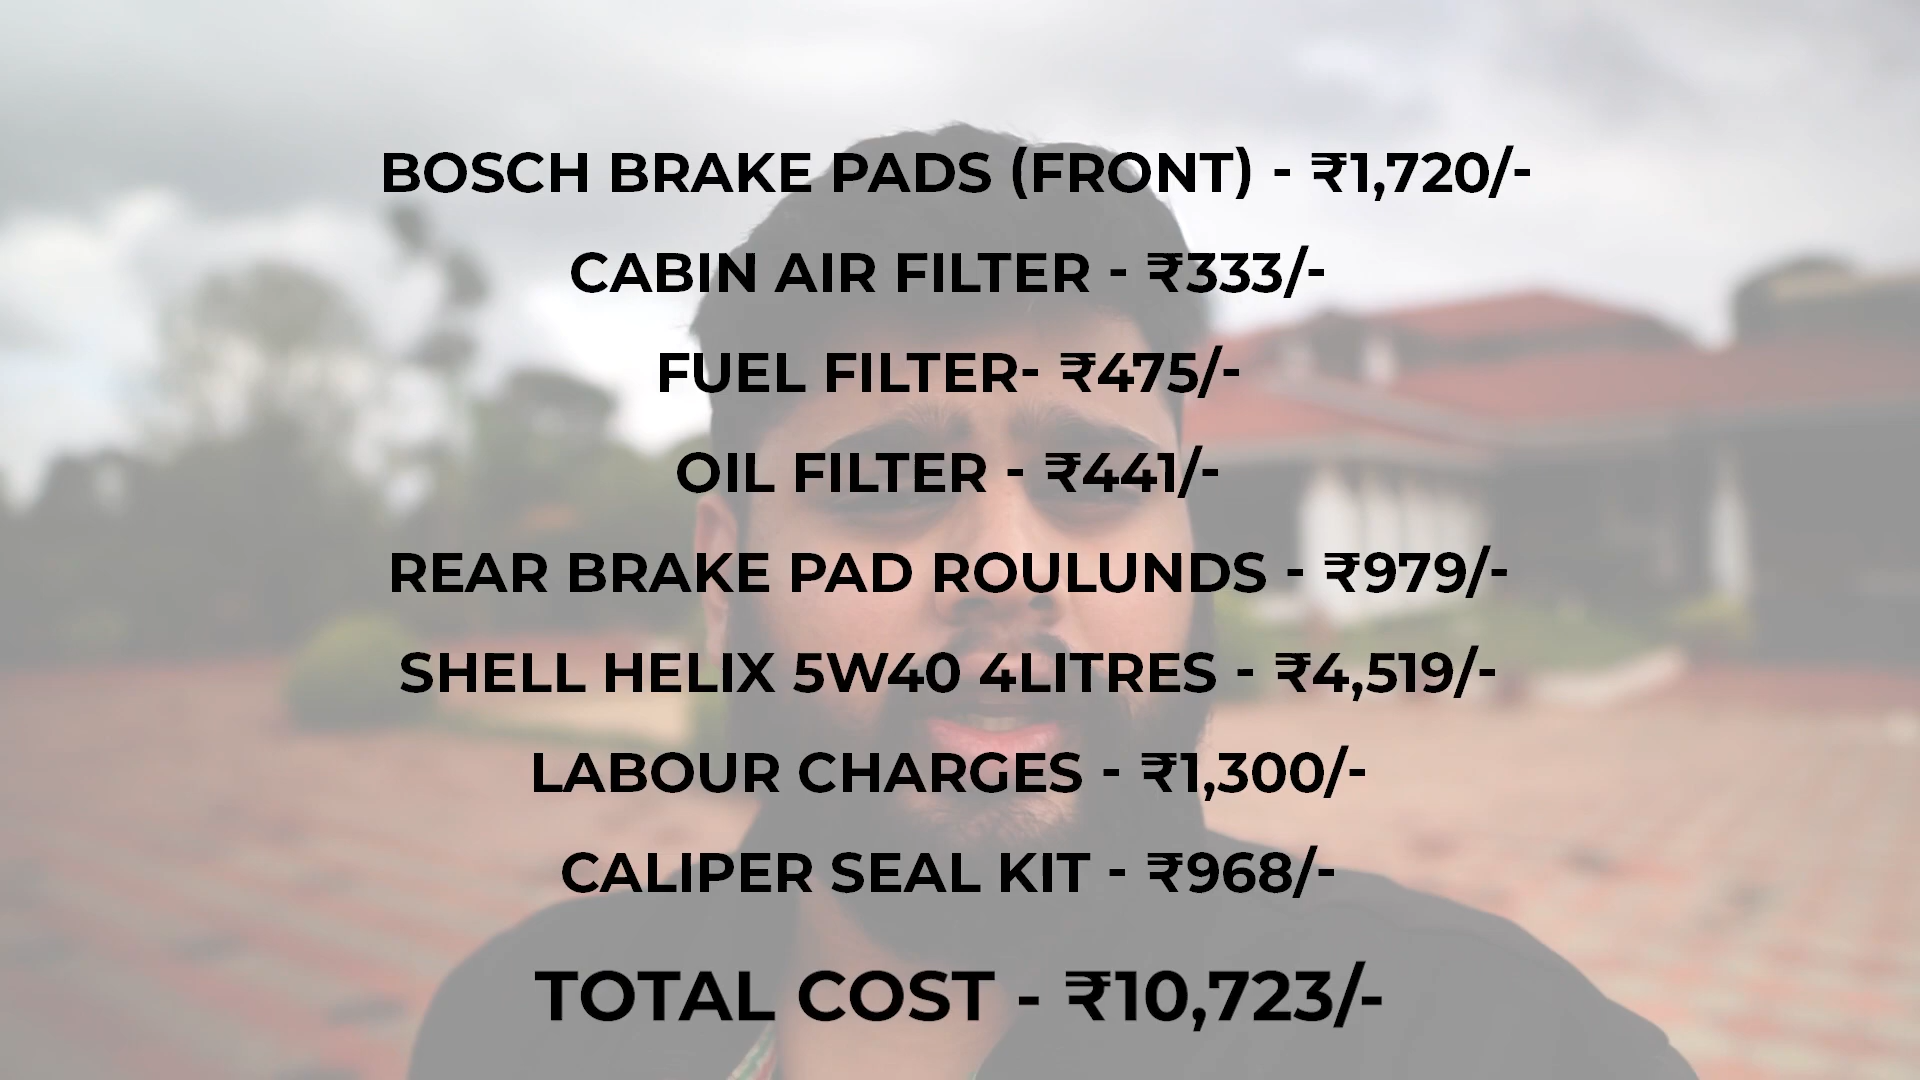 BOSCH BRAKE PADS (FRONT) - ₹1,720/-
CABIN AIR FILTER - ₹333/-
FUEL FILTER- ₹475/-
OIL FILTER - ₹441/-
REAR BRAKE PAD ROULUNDS - ₹979/-
SHELL HELIX 5W40 4LITRES - ₹4,519/-
LABOUR CHARGES - ₹1,300/-
CALIPER SEAL KIT - ₹968/-
TOTAL COST - ₹10,723/-